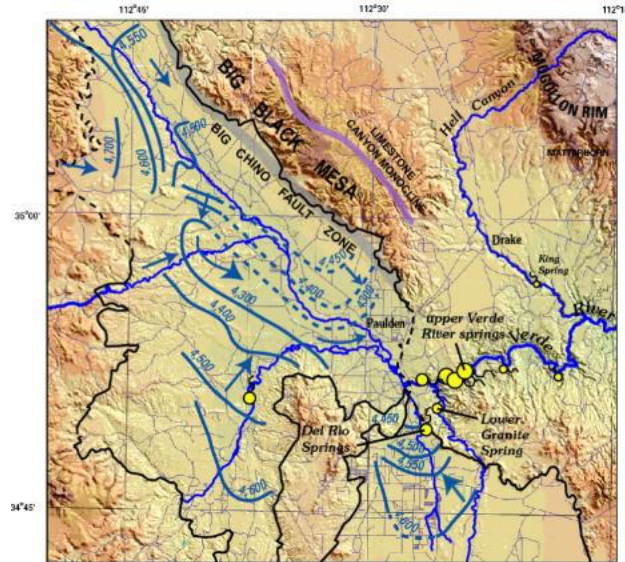 112°45'
112°30'
112°1
4,550
BIG
BLACK
MESA
LIMESTONE
CANYON MONOCLINE
Hell Canyon
MOGOLLON RIM
MATTERHORN
4,500
4,700
4,600
BIG CHINO FAULT ZONE
35°00'
Drake
King
Spring
4,450
4,400
4,300
4,300
4,400
Paulden
upper Verde
River springs
Verde
River
4,500
4,450
Del Rio
Springs
Lower
Granite
Spring
4,500
4,550
4,600
4,600
34°45'